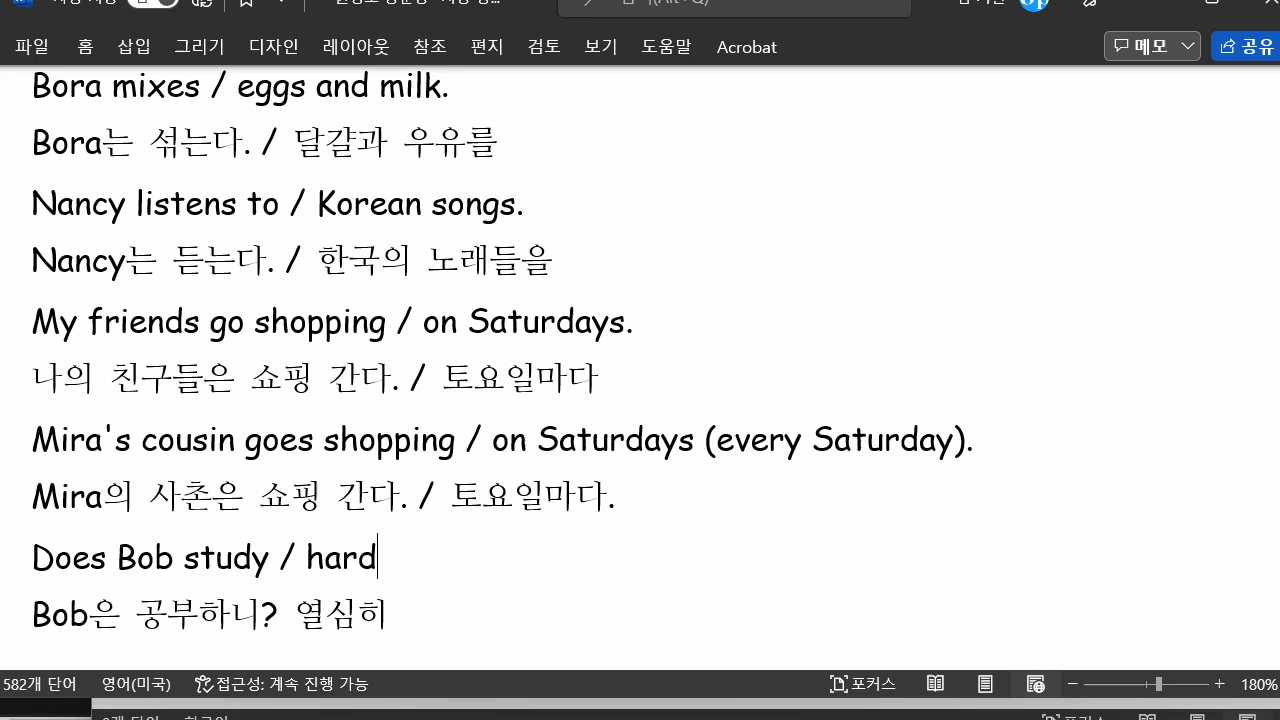 파일 홈 삽입 그리기 디자인 레이아웃 참조 편지 검토 보기 도움말 Acrobat 메모 공유
Bora mixes / eggs and milk.
Bora는 섞는다. / 달걀과 우유를
Nancy listens to / Korean songs.
Nancy는 듣는다. / 한국의 노래들을
My friends go shopping / on Saturdays.
나의 친구들은 쇼핑 간다. / 토요일마다
Mira's cousin goes shopping / on Saturdays (every Saturday).
Mira의 사촌은 쇼핑 간다. / 토요일마다.
Does Bob study / hard
Bob은 공부하니? 열심히
582개 단어 영어(미국) 접근성: 계속 진행 가능 포커스 180%